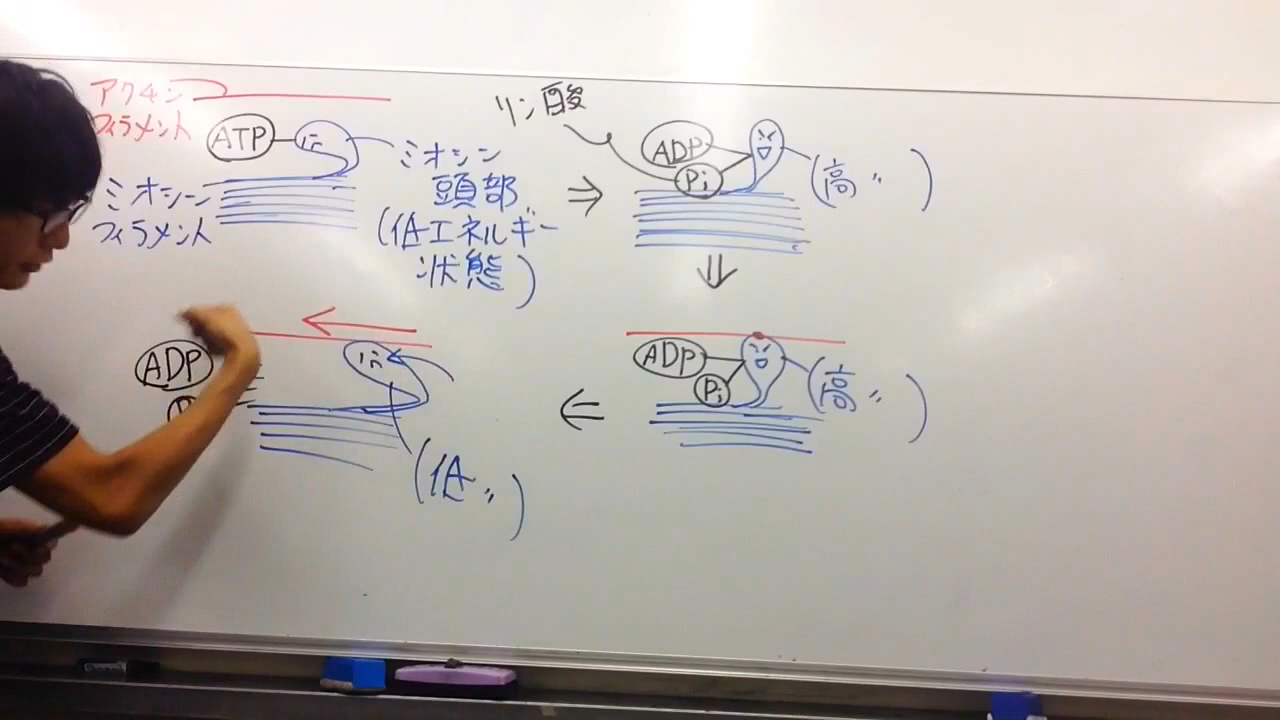 アクチン
フィラメント
ATP
ミオシン
フィラメント
ミオシン
頭部
(低エネルギー
状態)
リン酸
ADP
Pi
(高〃)
ADP
Pi
(高〃)
ADP
(低〃)